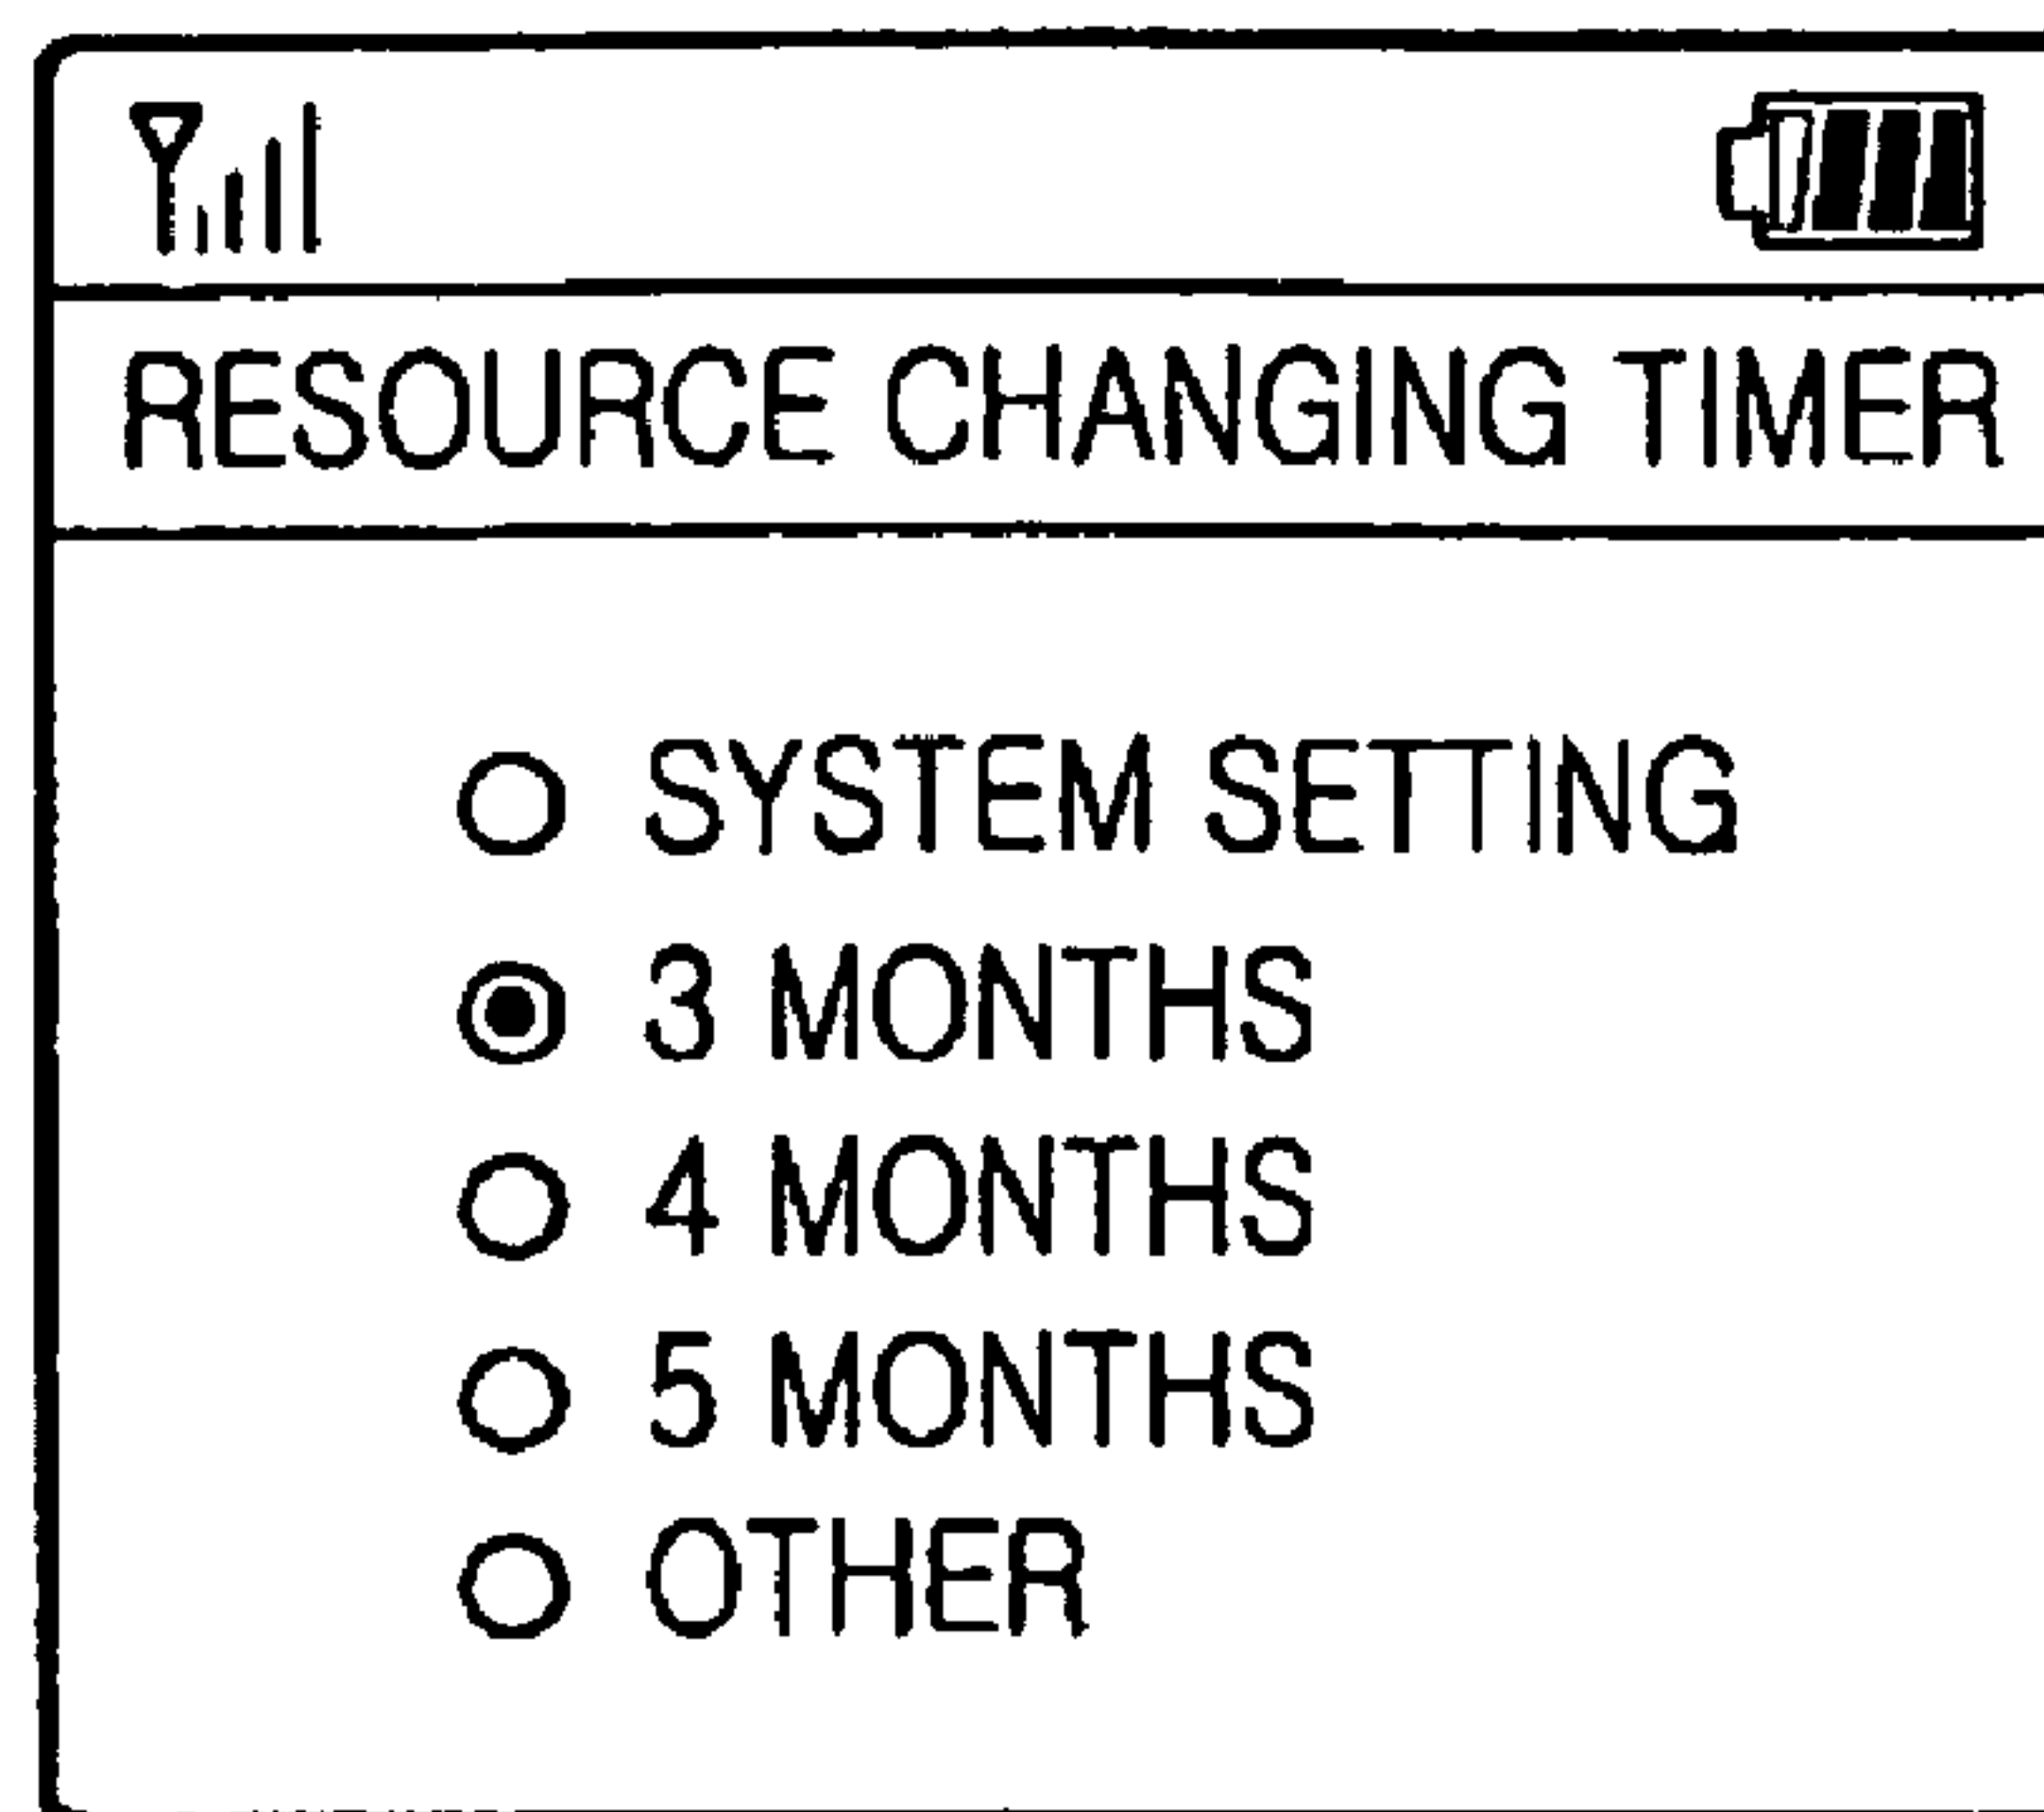 RESOURCE CHANGING TIMER
SYSTEM SETTING
3 MONTHS
4 MONTHS
5 MONTHS
OTHER